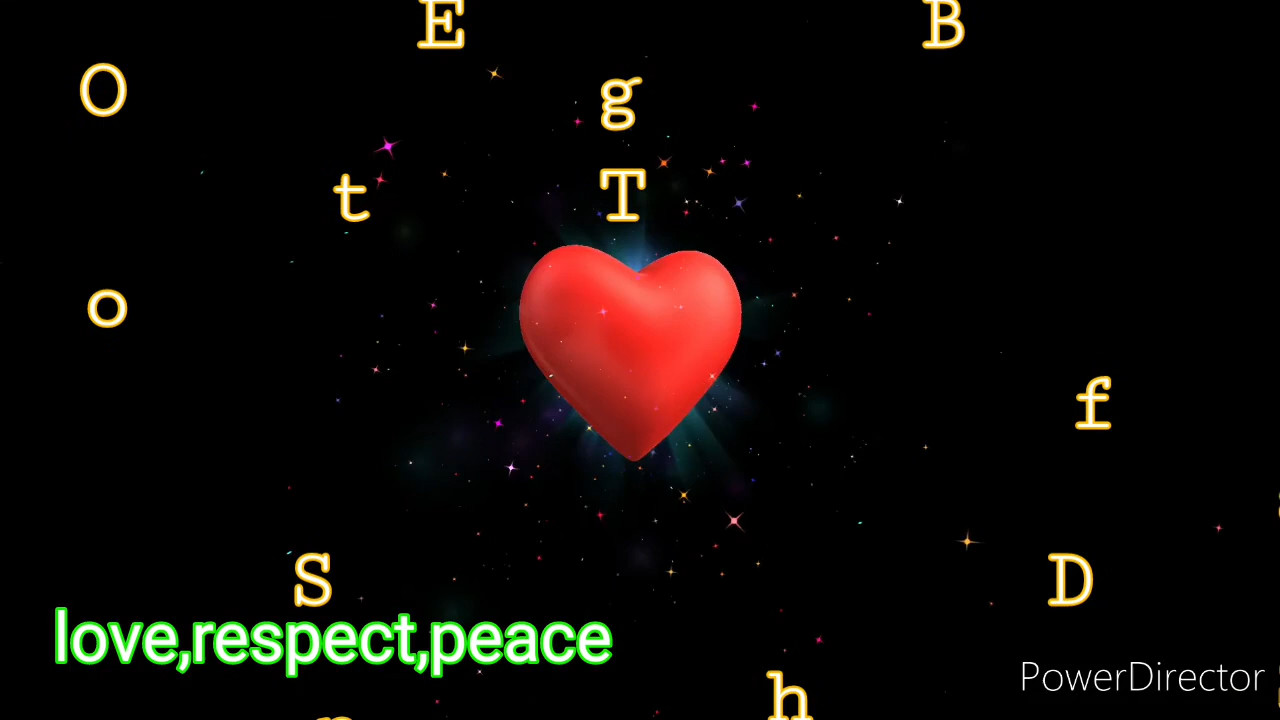 E B
O g
t T
o
f
S D
love,respect,peace
h
PowerDirector